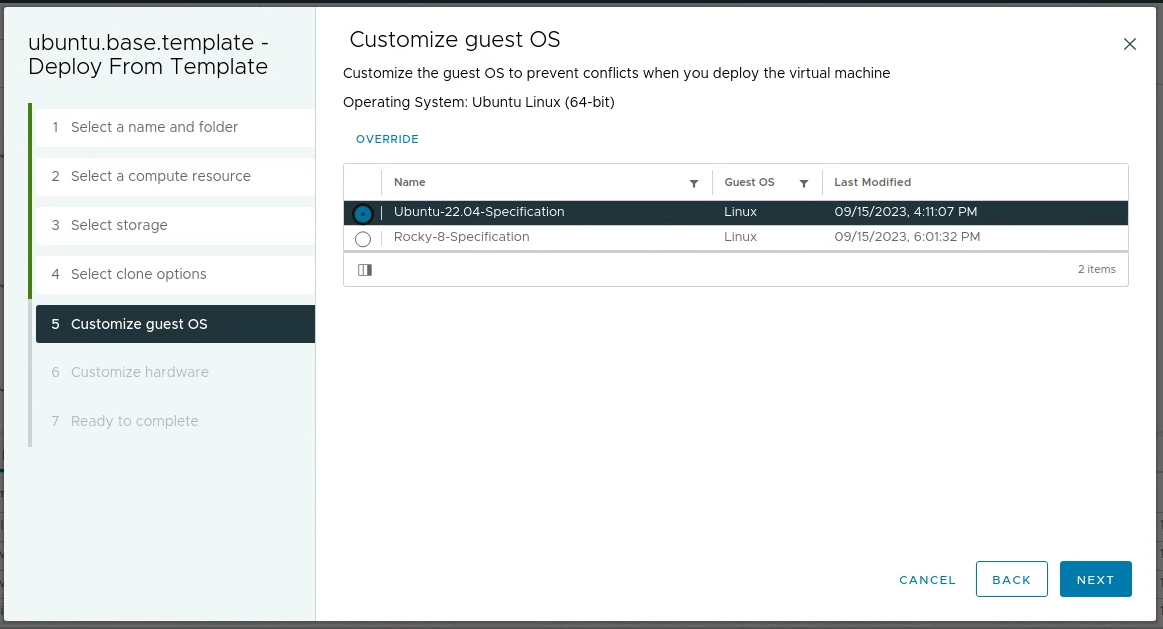 ubuntu.base.template -
Deploy From Template
1 Select a name and folder
2 Select a compute resource
3 Select storage
4 Select clone options
5 Customize guest OS
6 Customize hardware
7 Ready to complete
Customize guest OS
Customize the guest OS to prevent conflicts when you deploy the virtual machine
Operating System: Ubuntu Linux (64-bit)
OVERRIDE
Name Guest OS Last Modified
Ubuntu-22.04-Specification Linux 09/15/2023, 4:11:07 PM
Rocky-8-Specification Linux 09/15/2023, 6:01:32 PM
2 items
CANCEL BACK NEXT